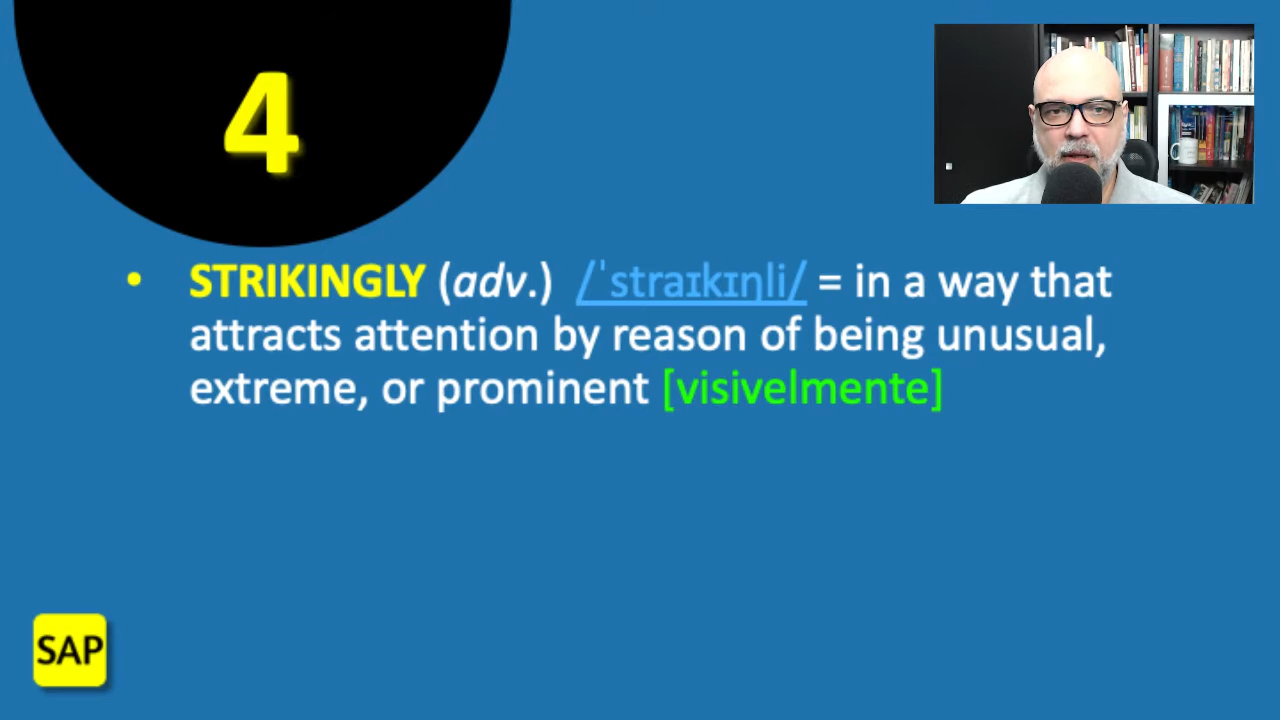 4
• STRIKINGLY (adv.) /ˈstraɪkɪŋli/ = in a way that
attracts attention by reason of being unusual,
extreme, or prominent [visivelmente]
SAP